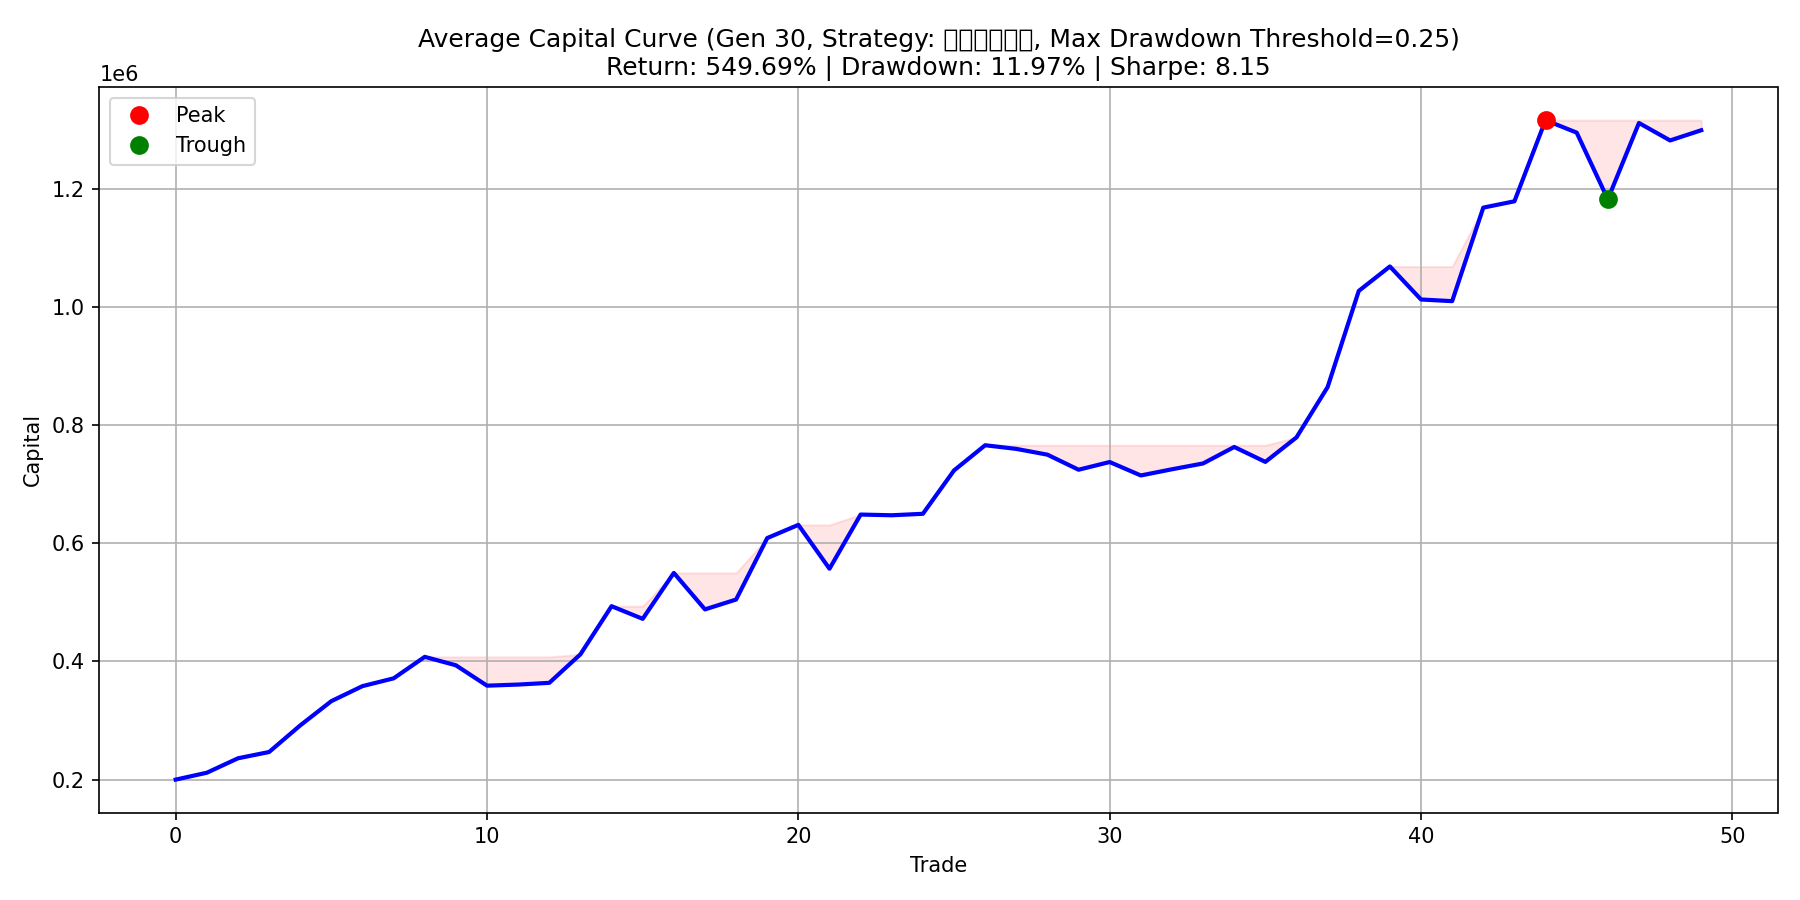 Average Capital Curve (Gen 30, Strategy: □□□□□□, Max Drawdown Threshold=0.25)
Return: 549.69% | Drawdown: 11.97% | Sharpe: 8.15
1e6
Peak
Trough
1.2
1.0
0.8
0.6
0.4
0.2
Capital
0 10 20 30 40 50
Trade